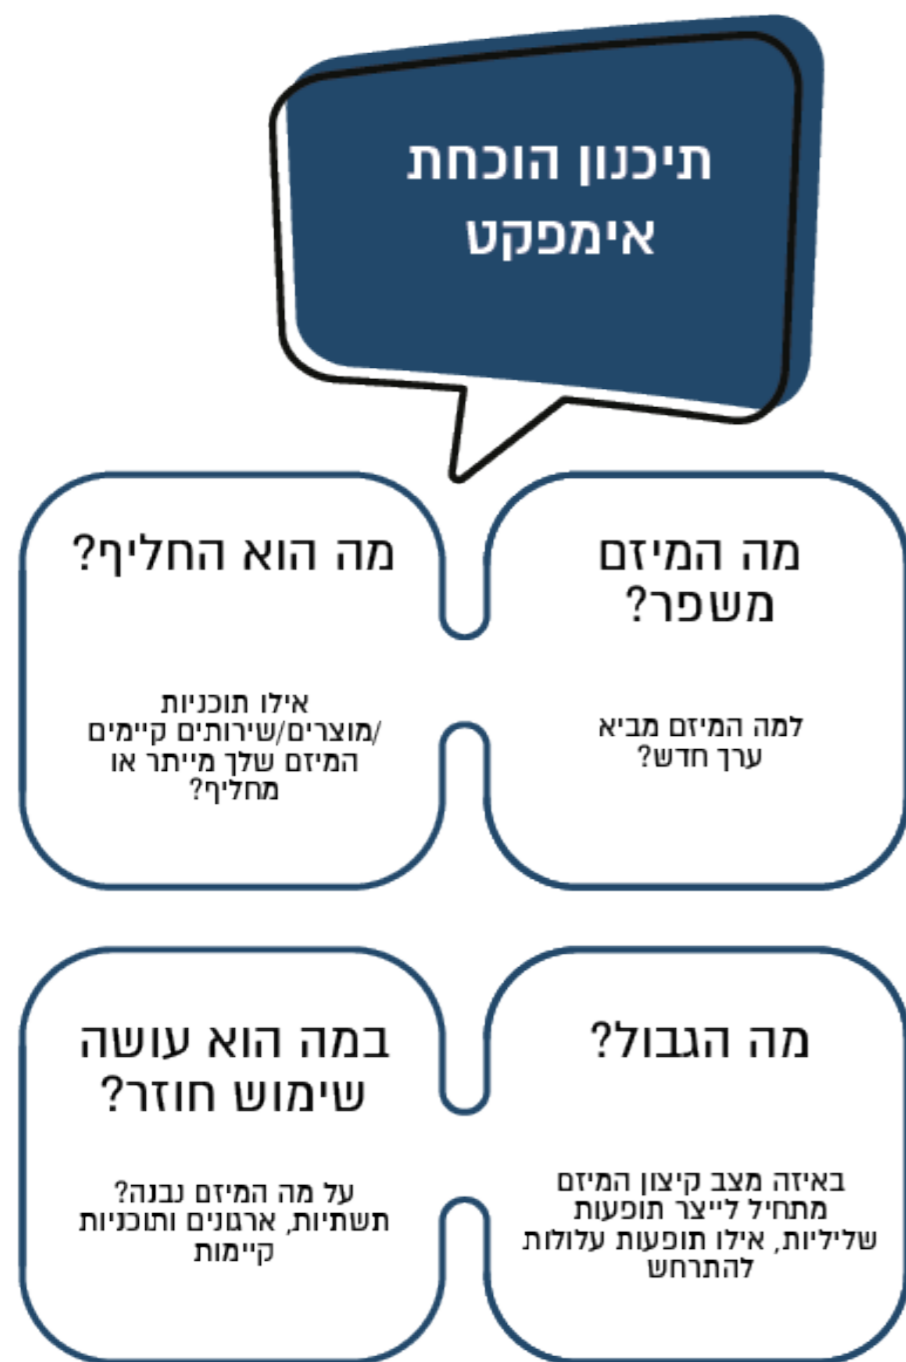 תיכנון הוכחת
אימפקט
מה המיזם
משפר?
למה המיזם מביא
ערך חדש?
מה הוא החליף?
אילו תוכניות
/מוצרים/שירותים קיימים
המיזם שלך מייתר או
מחליף?
מה הגבול?
באיזה מצב קיצון המיזם
מתחיל לייצר תופעות
שליליות, אילו תופעות עלולות
להתרחש
במה הוא עושה
שימוש חוזר?
על מה המיזם נבנה?
תשתיות, ארגונים ותוכניות
קיימות